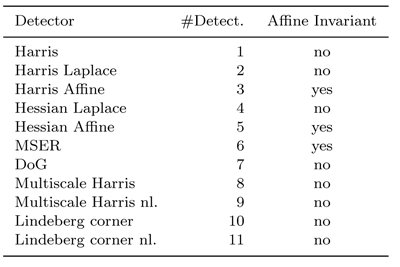 Detector #Detect. Affine Invariant
Harris 1 no
Harris Laplace 2 no
Harris Affine 3 yes
Hessian Laplace 4 no
Hessian Affine 5 yes
MSER 6 yes
DoG 7 no
Multiscale Harris 8 no
Multiscale Harris nl. 9 no
Lindeberg corner 10 no
Lindeberg corner nl. 11 no